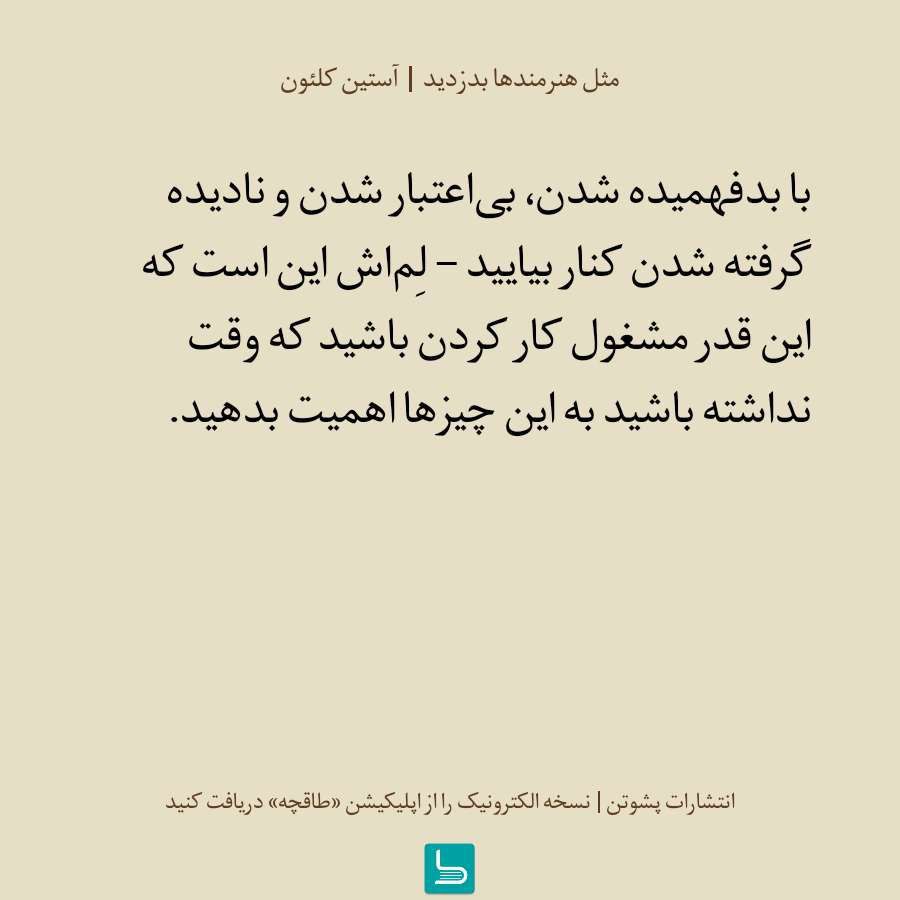 مثل هنرمندها بدزدید | آستین کلئون
با بدفهمیده شدن، بی‌اعتبار شدن و نادیده
گرفته شدن کنار بیایید – لِم‌اش این است که
این قدر مشغول کار کردن باشید که وقت
نداشته باشید به این چیزها اهمیت بدهید.
انتشارات پشوتن | نسخه الکترونیک را از اپلیکیشن «طاقچه» دریافت کنید